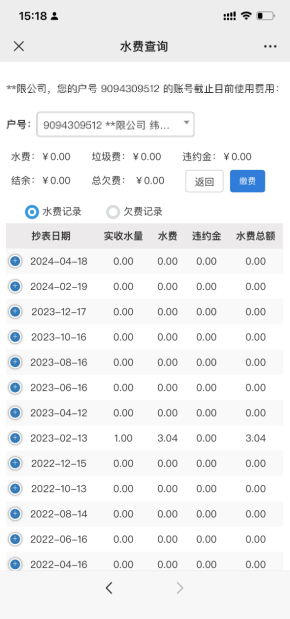 15:18
水费查询
**限公司，您的户号 9094309512 的账号截止目前使用费用：
户号： 9094309512 **限公司 纬...
水费： ￥0.00 垃圾费： ￥0.00 违约金： ￥0.00
结余： ￥0.00 总欠费： ￥0.00 返回 缴费
水费记录 欠费记录
抄表日期 实收水量 水费 违约金 水费总额
2024-04-18 0.00 0.00 0.00 0.00
2024-02-19 0.00 0.00 0.00 0.00
2023-12-17 0.00 0.00 0.00 0.00
2023-10-16 0.00 0.00 0.00 0.00
2023-08-16 0.00 0.00 0.00 0.00
2023-06-16 0.00 0.00 0.00 0.00
2023-04-12 0.00 0.00 0.00 0.00
2023-02-13 1.00 3.04 0.00 3.04
2022-12-15 0.00 0.00 0.00 0.00
2022-10-13 0.00 0.00 0.00 0.00
2022-08-14 0.00 0.00 0.00 0.00
2022-06-16 0.00 0.00 0.00 0.00
2022-04-16 0.00 0.00 0.00 0.00